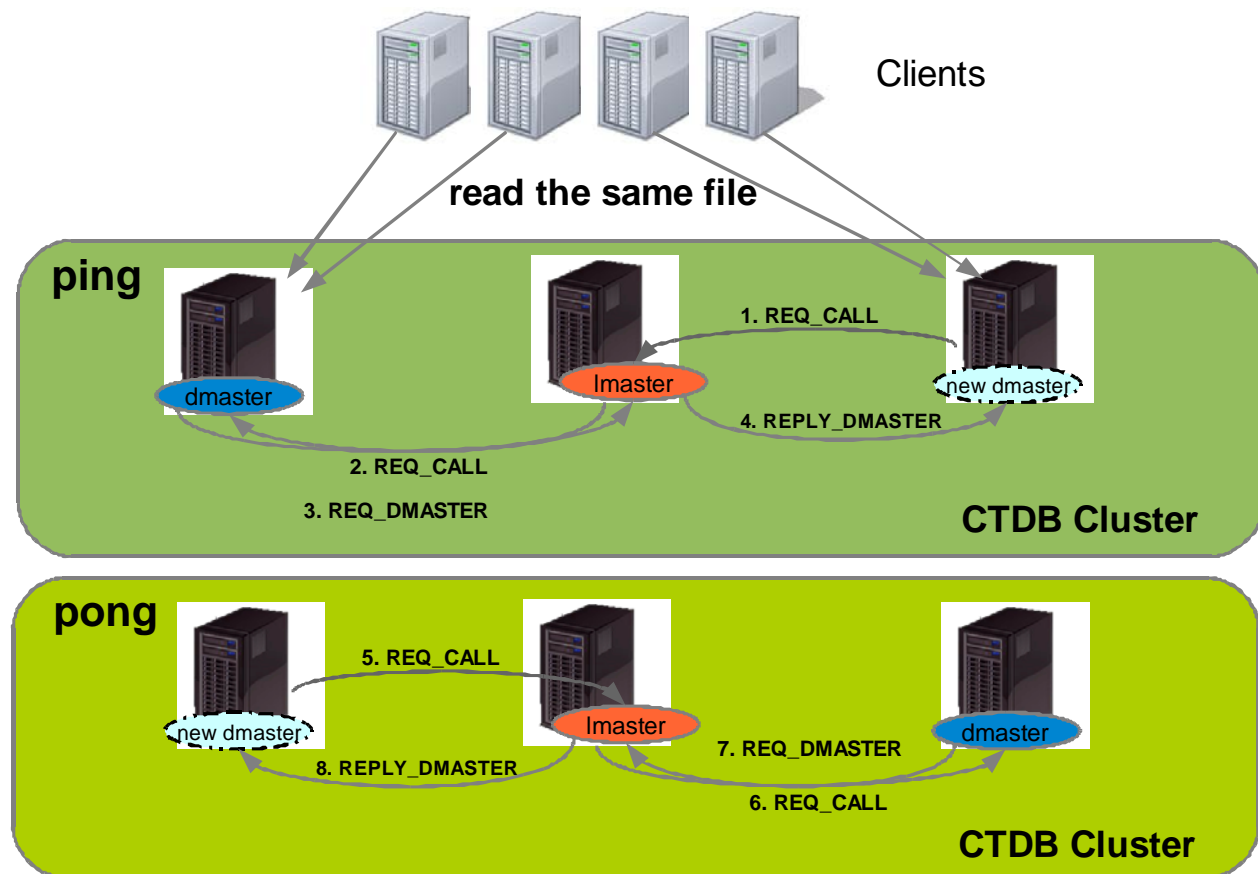 Clients
read the same file
ping
1. REQ_CALL
dmaster
lmaster
new dmaster
4. REPLY_DMASTER
2. REQ_CALL
3. REQ_DMASTER
CTDB Cluster
pong
5. REQ_CALL
new dmaster
lmaster
dmaster
7. REQ_DMASTER
8. REPLY_DMASTER
6. REQ_CALL
CTDB Cluster